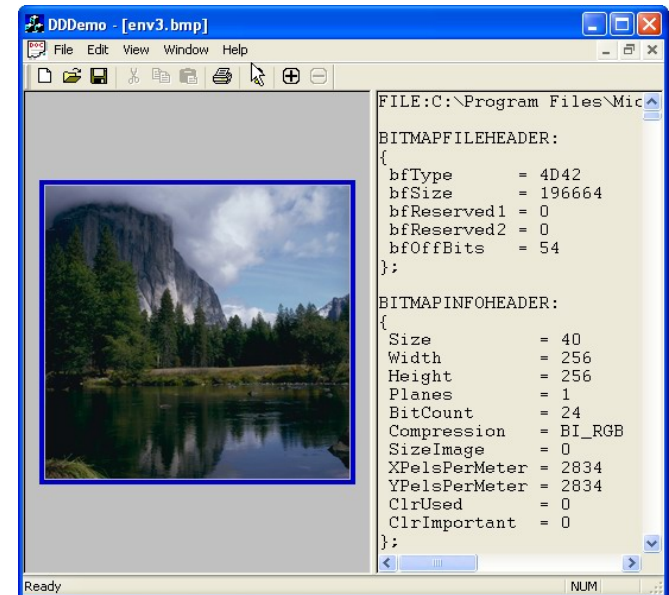 DDDemo - [env3.bmp]
File Edit View Window Help
FILE:C:\Program Files\Mic
BITMAPFILEHEADER:
{
bfType = 4D42
bfSize = 196664
bfReserved1 = 0
bfReserved2 = 0
bfOffBits = 54
};
BITMAPINFOHEADER:
{
Size = 40
Width = 256
Height = 256
Planes = 1
BitCount = 24
Compression = BI_RGB
SizeImage = 0
XPelsPerMeter = 2834
YPelsPerMeter = 2834
ClrUsed = 0
ClrImportant = 0
};
Ready NUM